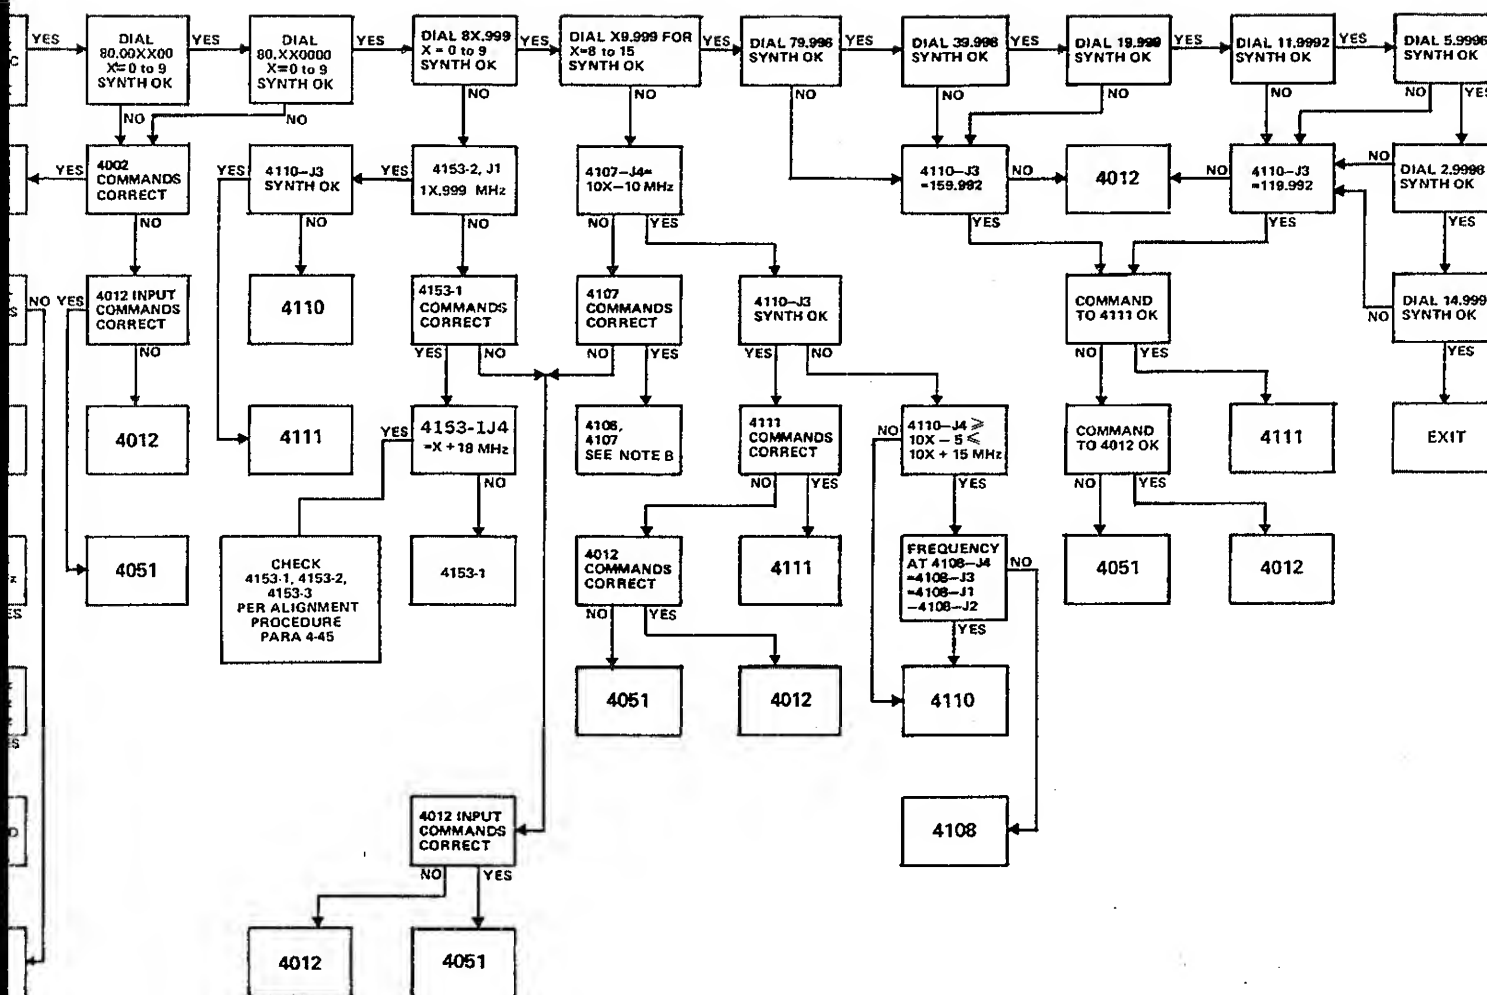 YES
DIAL
80.00XX00
X=0 to 9
SYNTH OK
YES
DIAL
80.XX0000
X=0 to 9
SYNTH OK
YES
DIAL 8X.999
X = 0 to 9
SYNTH OK
YES
DIAL X9.999 FOR
X=8 to 15
SYNTH OK
YES
DIAL 79.996
SYNTH OK
YES
DIAL 39.998
SYNTH OK
YES
DIAL 19.999
SYNTH OK
YES
DIAL 11.9992
SYNTH OK
YES
DIAL 5.9996
SYNTH OK
NO
NO
NO
NO
NO
NO
NO
NO
NO
YES
YES
4002
COMMANDS
CORRECT
YES
4110-J3
SYNTH OK
YES
4153-2, J1
1X.999 MHz
4107-J4=
10X-10 MHz
4110-J3
=159.992
NO
4012
NO
4110-J3
=119.992
NO
DIAL 2.9998
SYNTH OK
NO
NO
NO
NO
YES
YES
YES
YES
NO
YES
4012 INPUT
COMMANDS
CORRECT
4110
4153-1
COMMANDS
CORRECT
4107
COMMANDS
CORRECT
4110-J3
SYNTH OK
COMMAND
TO 4111 OK
NO
DIAL 14.999
SYNTH OK
NO
YES
NO
NO
YES
YES
NO
NO
YES
YES
4012
4111
YES
4153-1J4
=X + 18 MHz
4106,
4107
SEE NOTE B
4111
COMMANDS
CORRECT
NO
4110-J4 ⩾
10X - 5 ⩽
10X + 15 MHz
COMMAND
TO 4012 OK
4111
EXIT
NO
NO
YES
YES
NO
YES
4051
CHECK
4153-1, 4153-2,
4153-3
PER ALIGNMENT
PROCEDURE
PARA 4-45
4153-1
4012
COMMANDS
CORRECT
4111
FREQUENCY
AT 4108-J4
=4108-J3
=4108-J1
-4108-J2
NO
4051
4012
NO
YES
YES
4051
4012
4110
4012 INPUT
COMMANDS
CORRECT
4108
NO
YES
4012
4051